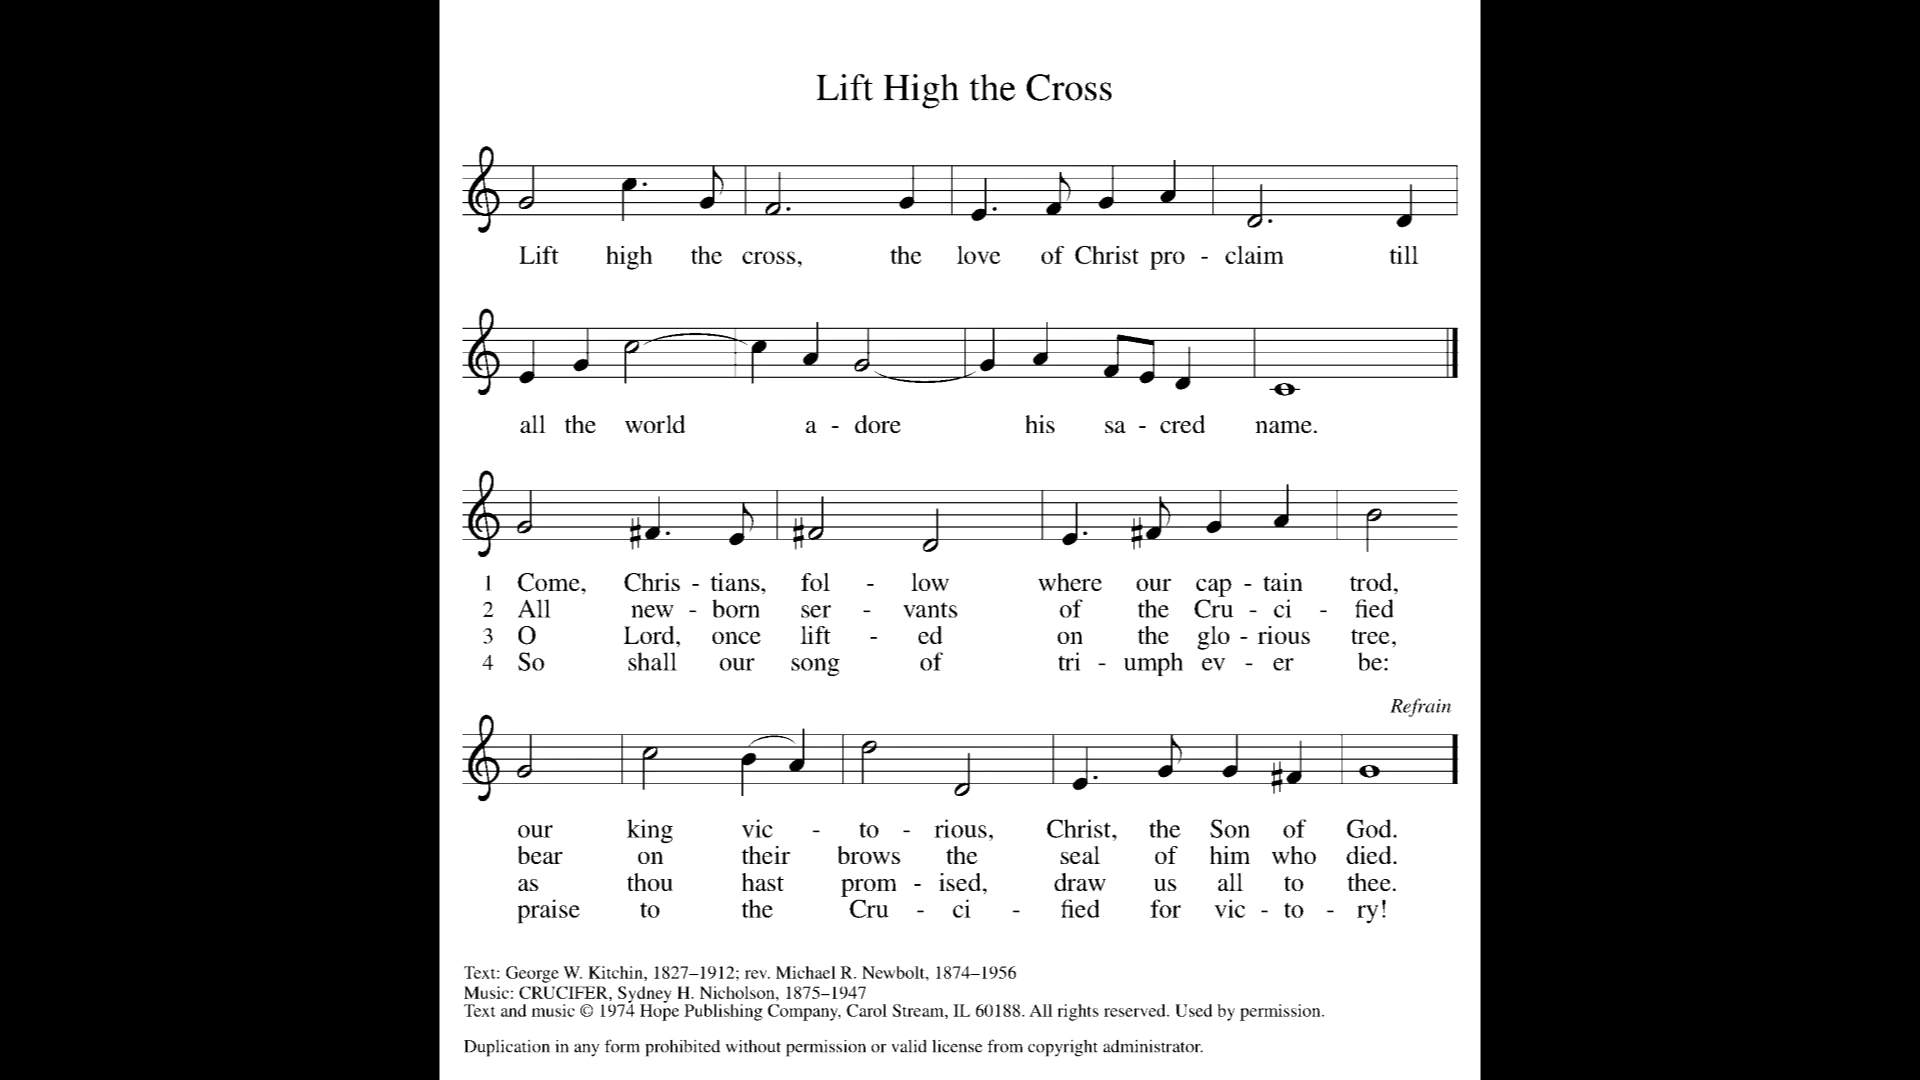 Lift High the Cross
Lift high the cross, the love of Christ pro - claim till
all the world a - dore his sa - cred name.
1 Come, Chris - tians, fol - low where our cap - tain trod,
2 All new - born ser - vants of the Cru - ci - fied
3 O Lord, once lift - ed on the glo - rious tree,
4 So shall our song of tri - umph ev - er be:
Refrain
our king vic - to - rious, Christ, the Son of God.
bear on their brows the seal of him who died.
as thou hast prom - ised, draw us all to thee.
praise to the Cru - ci - fied for vic - to - ry!
Text: George W. Kitchin, 1827–1912; rev. Michael R. Newbolt, 1874–1956
Music: CRUCIFER, Sydney H. Nicholson, 1875–1947
Text and music © 1974 Hope Publishing Company, Carol Stream, IL 60188. All rights reserved. Used by permission.
Duplication in any form prohibited without permission or valid license from copyright administrator.